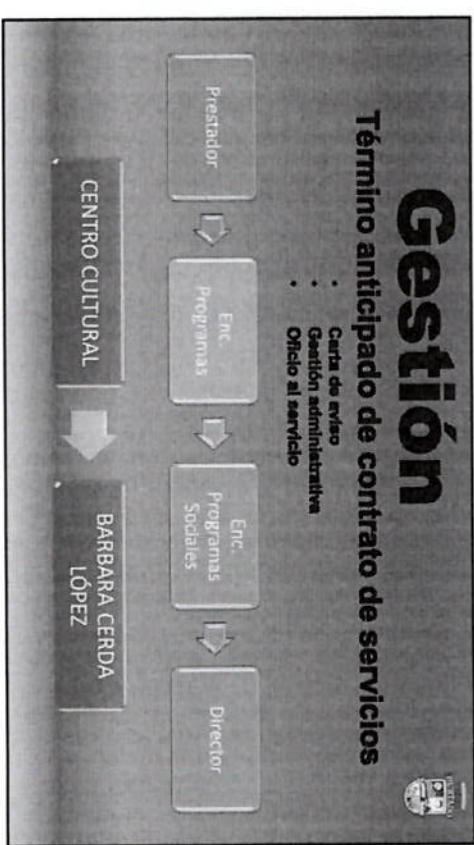 Gestión
Término anticipado de contrato de servicios
• Carta de aviso
• Gestión administrativa
• Oficio al servicio
Prestador
Enc.
Programas
Enc.
Programas
Sociales
Director
CENTRO CULTURAL
BARBARA CERDA
LÓPEZ